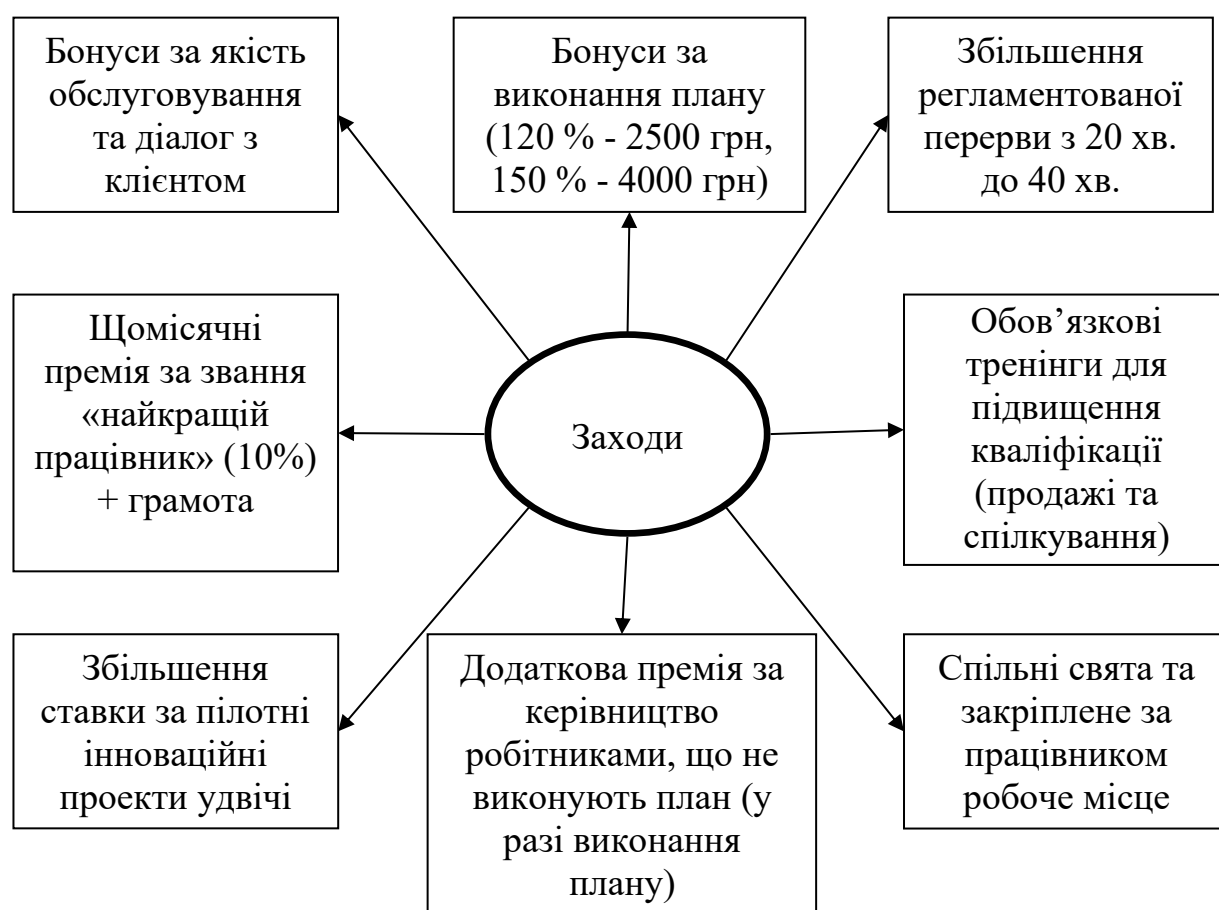 Бонуси за якість
обслуговування
та діалог з
клієнтом
Бонуси за
виконання плану
(120 % - 2500 грн,
150 % - 4000 грн)
Збільшення
регламентованої
перерви з 20 хв.
до 40 хв.
Щомісячні
премія за звання
«найкращій
працівник» (10%)
+ грамота
Заходи
Обов’язкові
тренінги для
підвищення
кваліфікації
(продажі та
спілкування)
Збільшення
ставки за пілотні
інноваційні
проекти удвічі
Додаткова премія за
керівництво
робітниками, що не
виконують план (у
разі виконання
плану)
Спільні свята та
закріплене за
працівником
робоче місце